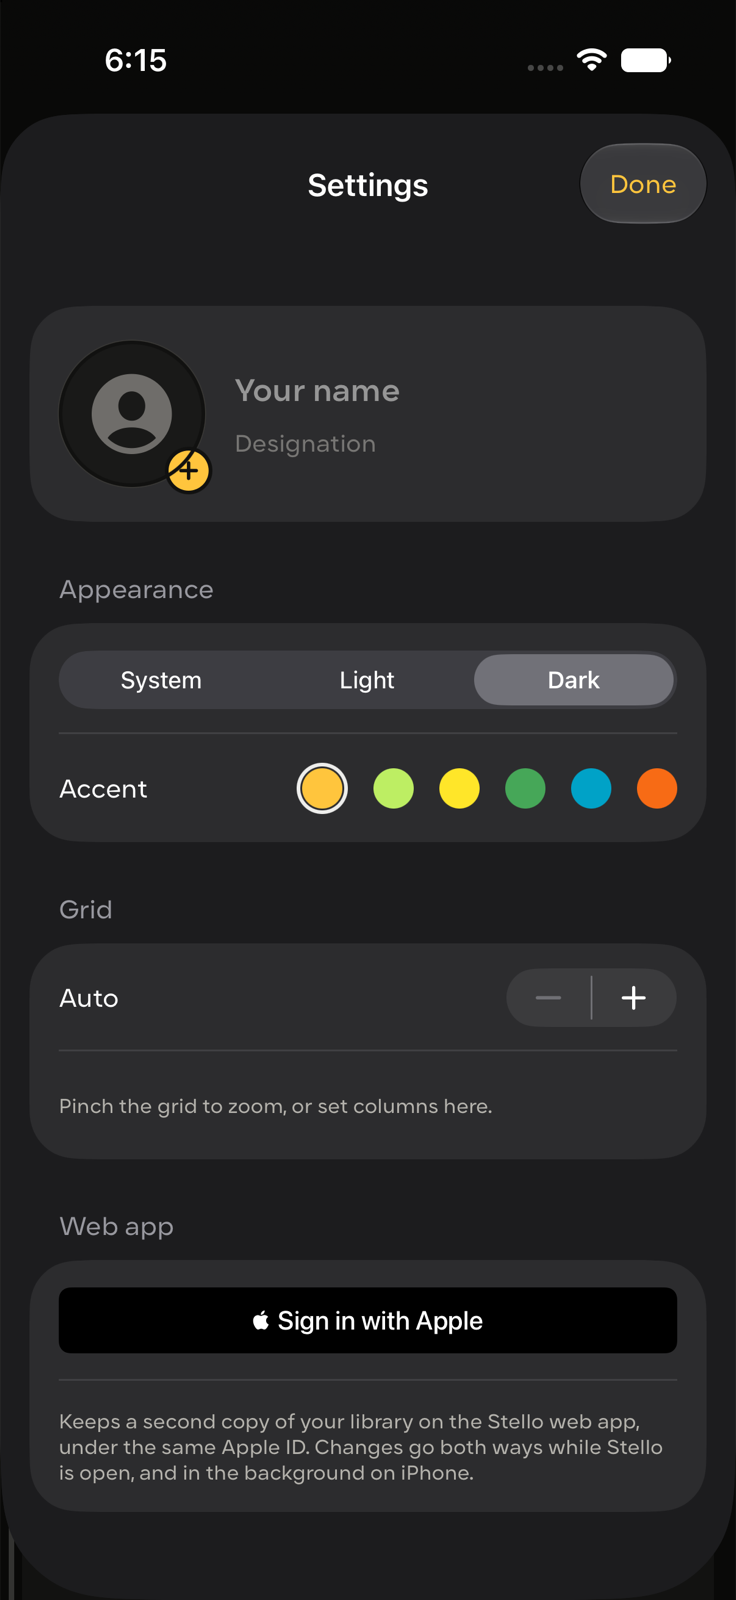 6:15
Settings
Done
Your name
Designation
Appearance
System
Light
Dark
Accent
Grid
Auto
Pinch the grid to zoom, or set columns here.
Web app
Sign in with Apple
Keeps a second copy of your library on the Stello web app,
under the same Apple ID. Changes go both ways while Stello
is open, and in the background on iPhone.